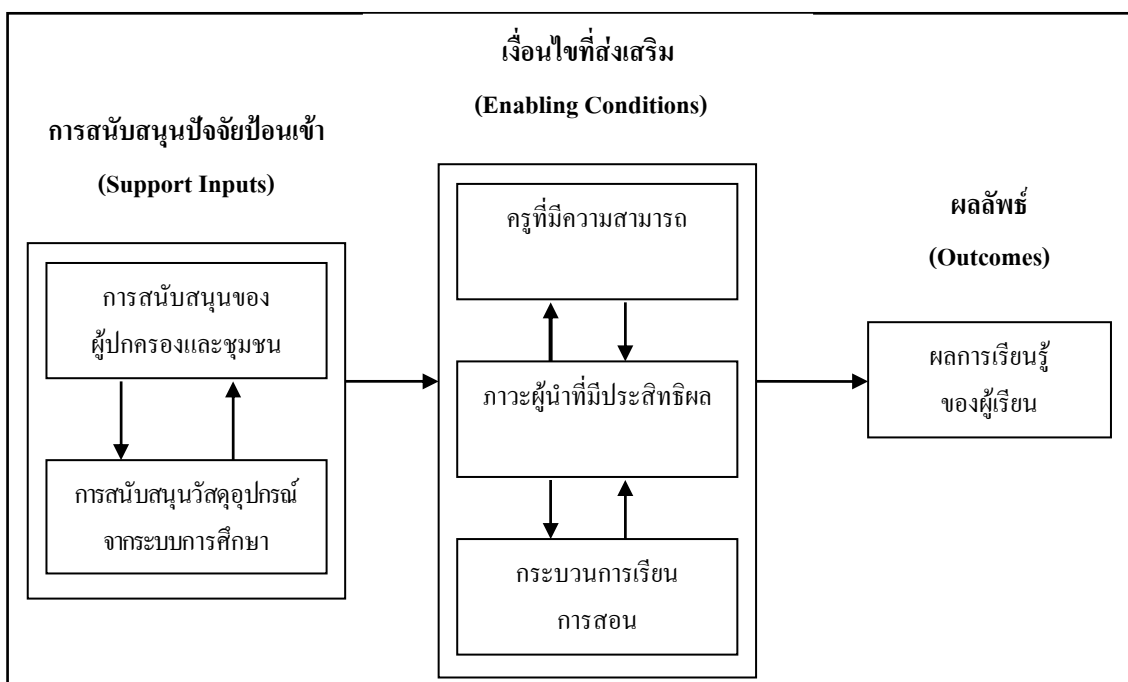 การสนับสนุนปัจจัยป้อนเข้า
(Support Inputs)
การสนับสนุนของ
ผู้ปกครองและชุมชน
การสนับสนุนวัสดุอุปกรณ์
จากระบบการศึกษา
เงื่อนไขที่ส่งเสริม
(Enabling Conditions)
ครูที่มีความสามารถ
ภาวะผู้นำที่มีประสิทธิผล
กระบวนการเรียน
การสอน
ผลลัพธ์
(Outcomes)
ผลการเรียนรู้
ของผู้เรียน